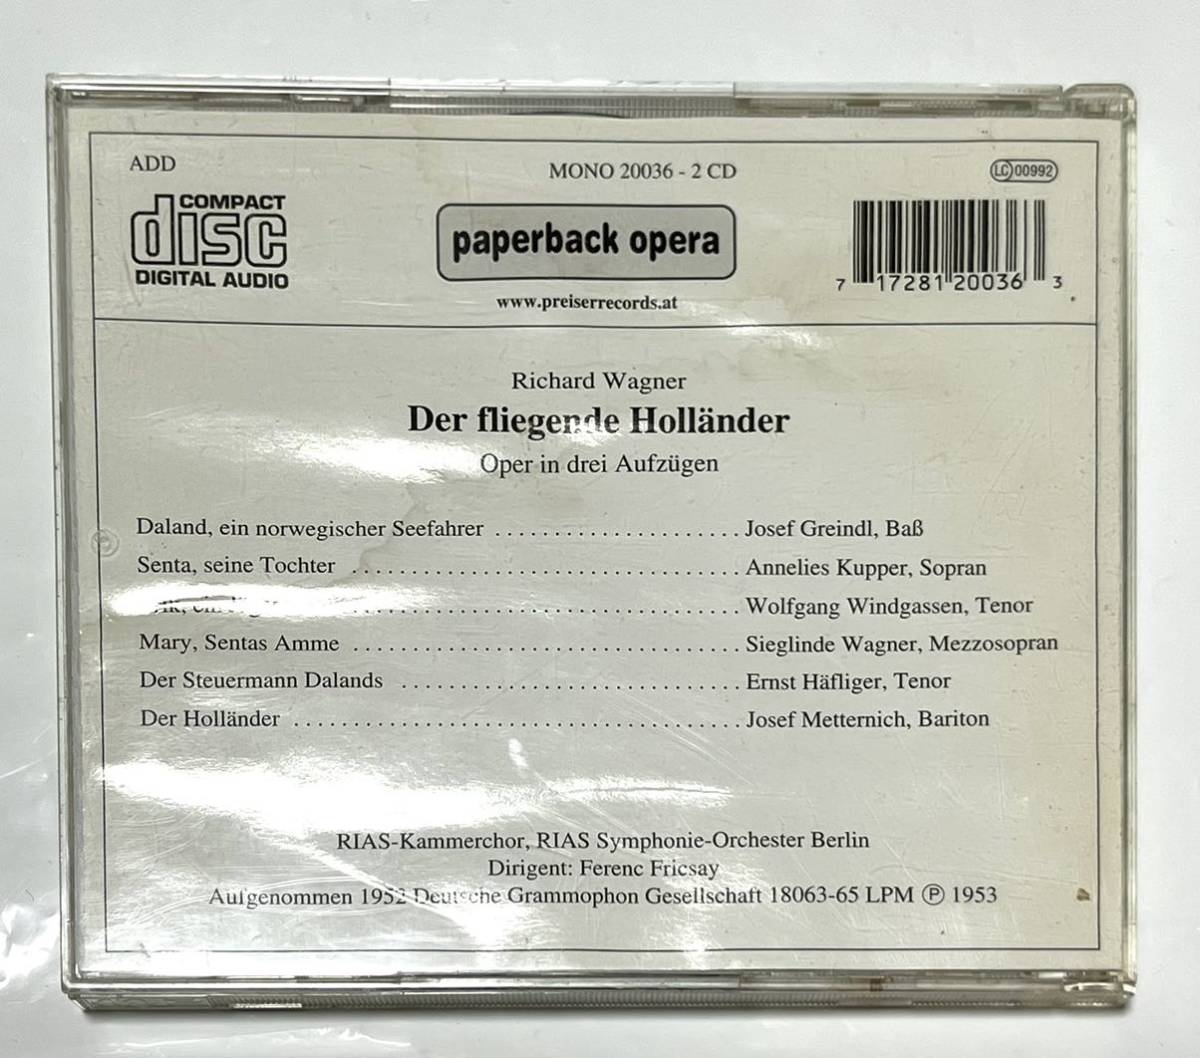 ADD
MONO 20036 - 2 CD
LC 00992
COMPACT
disc
DIGITAL AUDIO
paperback opera
www.preiserrecords.at
7 17281 20036 3
Richard Wagner
Der fliegende Holländer
Oper in drei Aufzügen
Daland, ein norwegischer Seefahrer ..................... Josef Greindl, Baß
Senta, seine Tochter ................................. Annelies Kupper, Sopran
................................. Wolfgang Windgassen, Tenor
Mary, Sentas Amme ................................. Sieglinde Wagner, Mezzosopran
Der Steuermann Dalands ............................. Ernst Häfliger, Tenor
Der Holländer ...................................... Josef Metternich, Bariton
RIAS-Kammerchor, RIAS Symphonie-Orchester Berlin
Dirigent: Ferenc Fricsay
Aufgenommen 1952 Deutsche Grammophon Gesellschaft 18063-65 LPM Ⓟ 1953